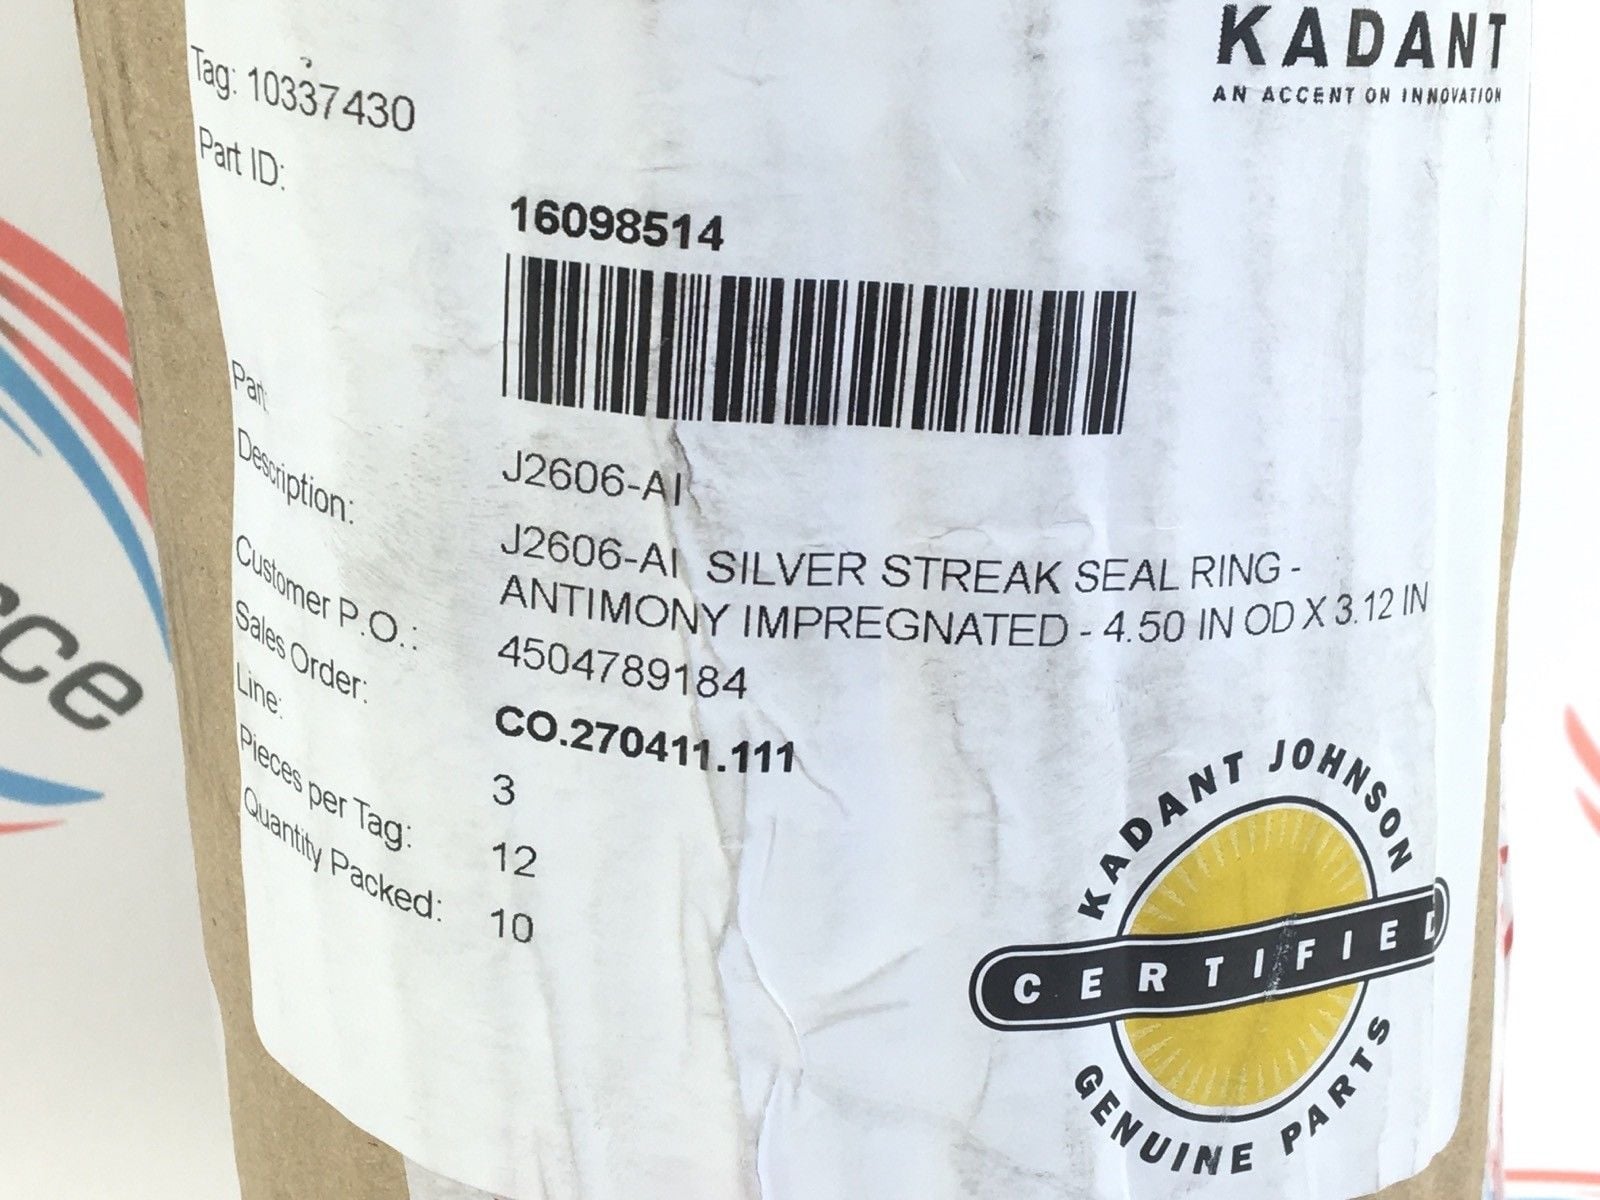 KADANT
AN ACCENT ON INNOVATION
Tag: 10337430
Part ID:
16098514
Part:
J2606-AI
Description:
J2606-AI SILVER STREAK SEAL RING -
ANTIMONY IMPREGNATED - 4.50 IN OD X 3.12 IN
Customer P.O.:
4504789184
Sales Order:
CO.270411.111
Line:
3
Pieces per Tag:
12
Quantity Packed:
10
KADANT JOHNSON
CERTIFIED
GENUINE PARTS